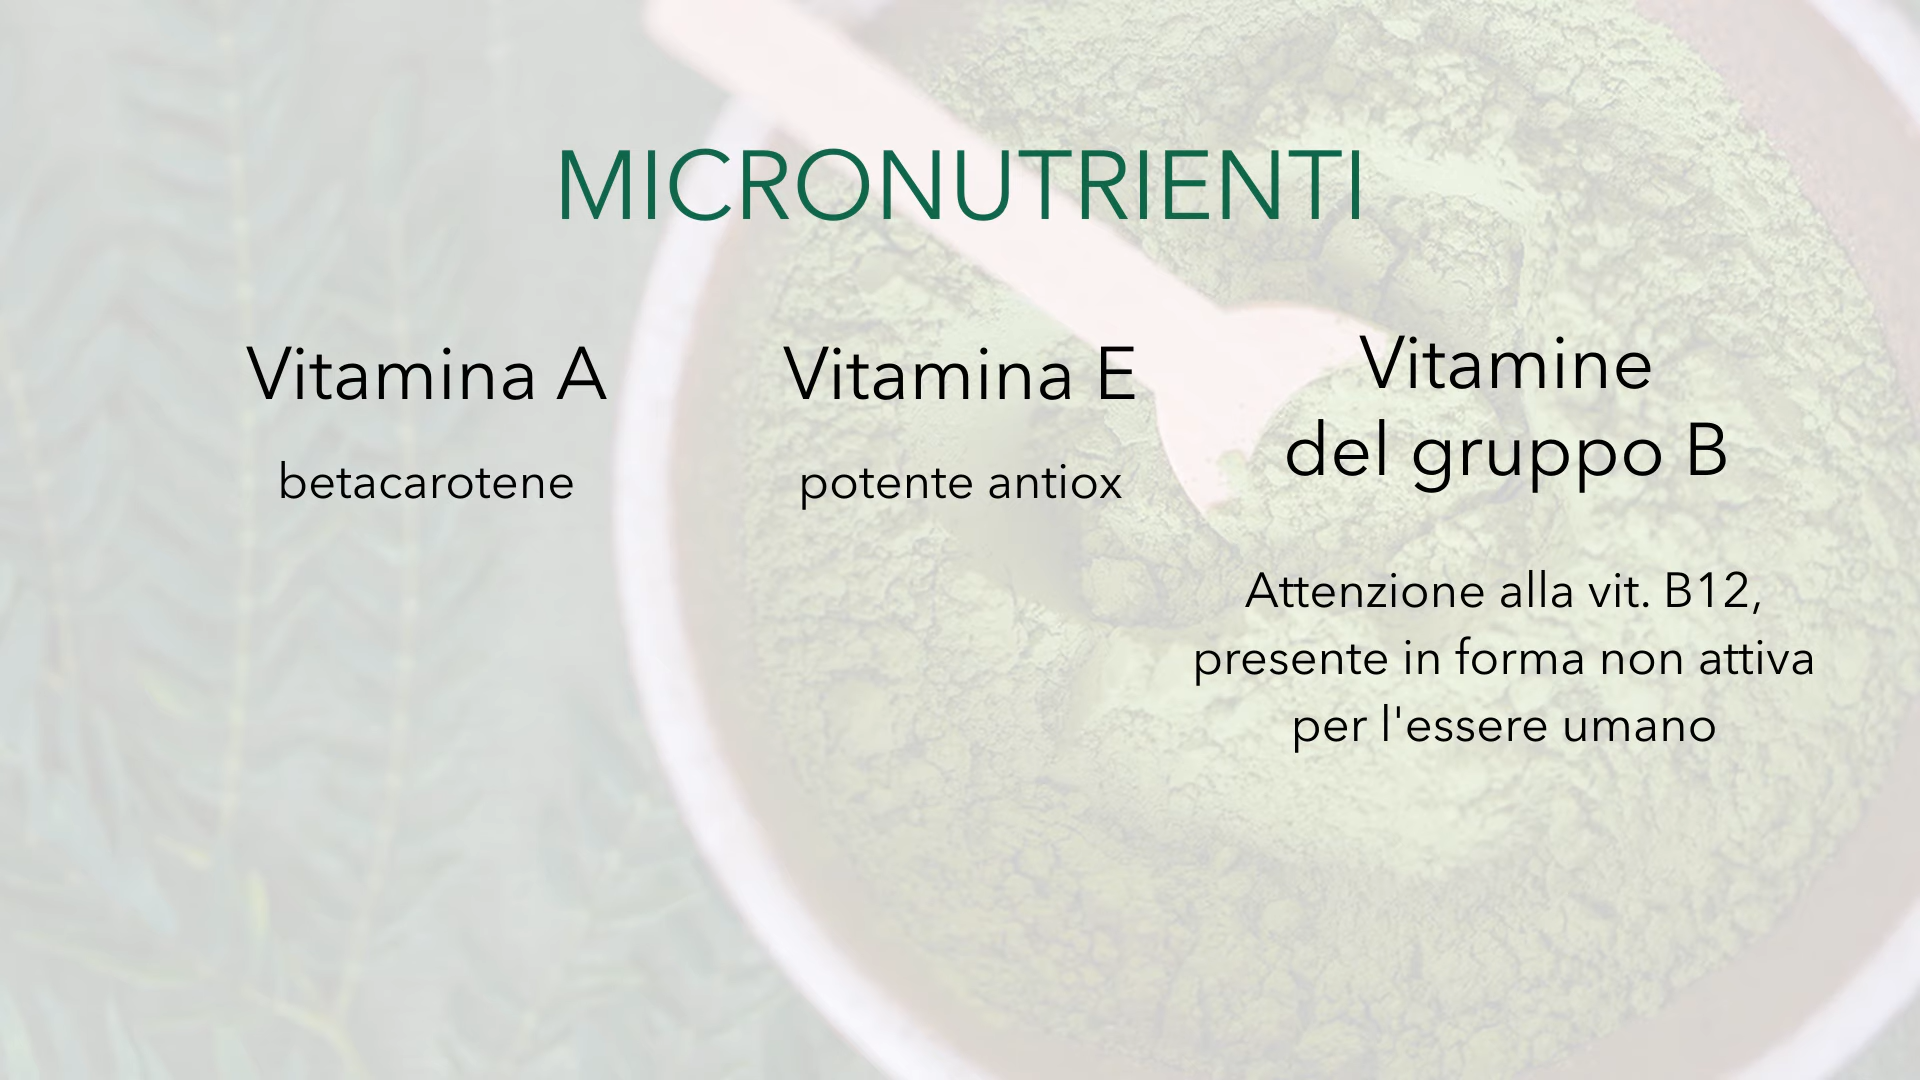 MICRONUTRIENTI
Vitamina A
betacarotene
Vitamina E
potente antiox
Vitamine
del gruppo B
Attenzione alla vit. B12,
presente in forma non attiva
per l'essere umano